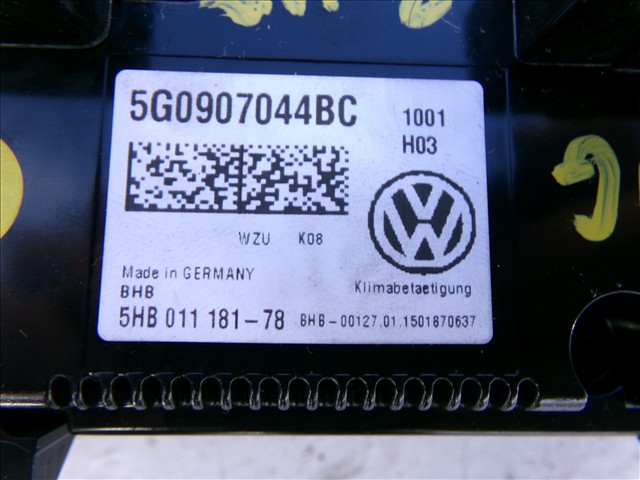 5G0907044BC 1001
H03
WZU K08
Made in GERMANY
BHB Klimabetaetigung
5HB 011 181-78 BHB-00127.01.1501870637